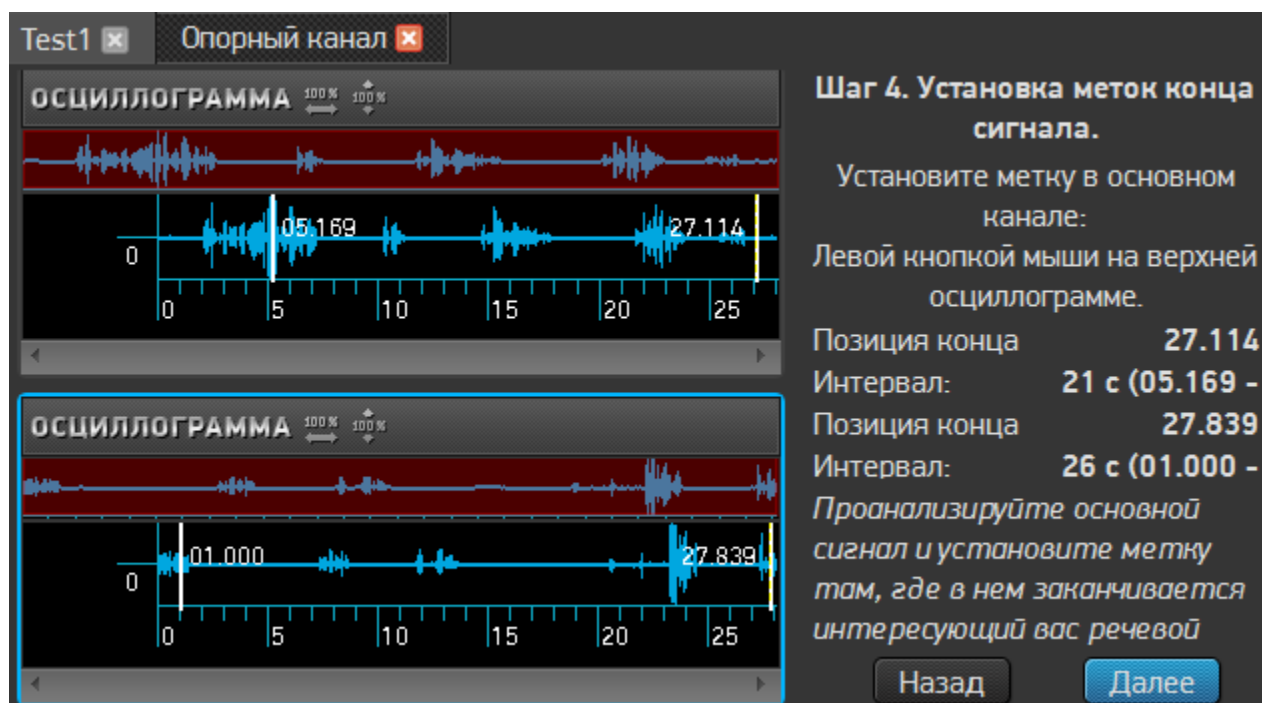 Test1 Опорный канал
ОСЦИЛЛОГРАММА 100% 100%
05.169 27.114
0
0 5 10 15 20 25
ОСЦИЛЛОГРАММА 100% 100%
01.000 27.839
0
0 5 10 15 20 25
Шаг 4. Установка меток конца
сигнала.
Установите метку в основном
канале:
Левой кнопкой мыши на верхней
осциллограмме.
Позиция конца 27.114
Интервал: 21 с (05.169 -
Позиция конца 27.839
Интервал: 26 с (01.000 -
Проанализируйте основной
сигнал и установите метку
там, где в нем заканчивается
интересующий вас речевой
Назад Далее